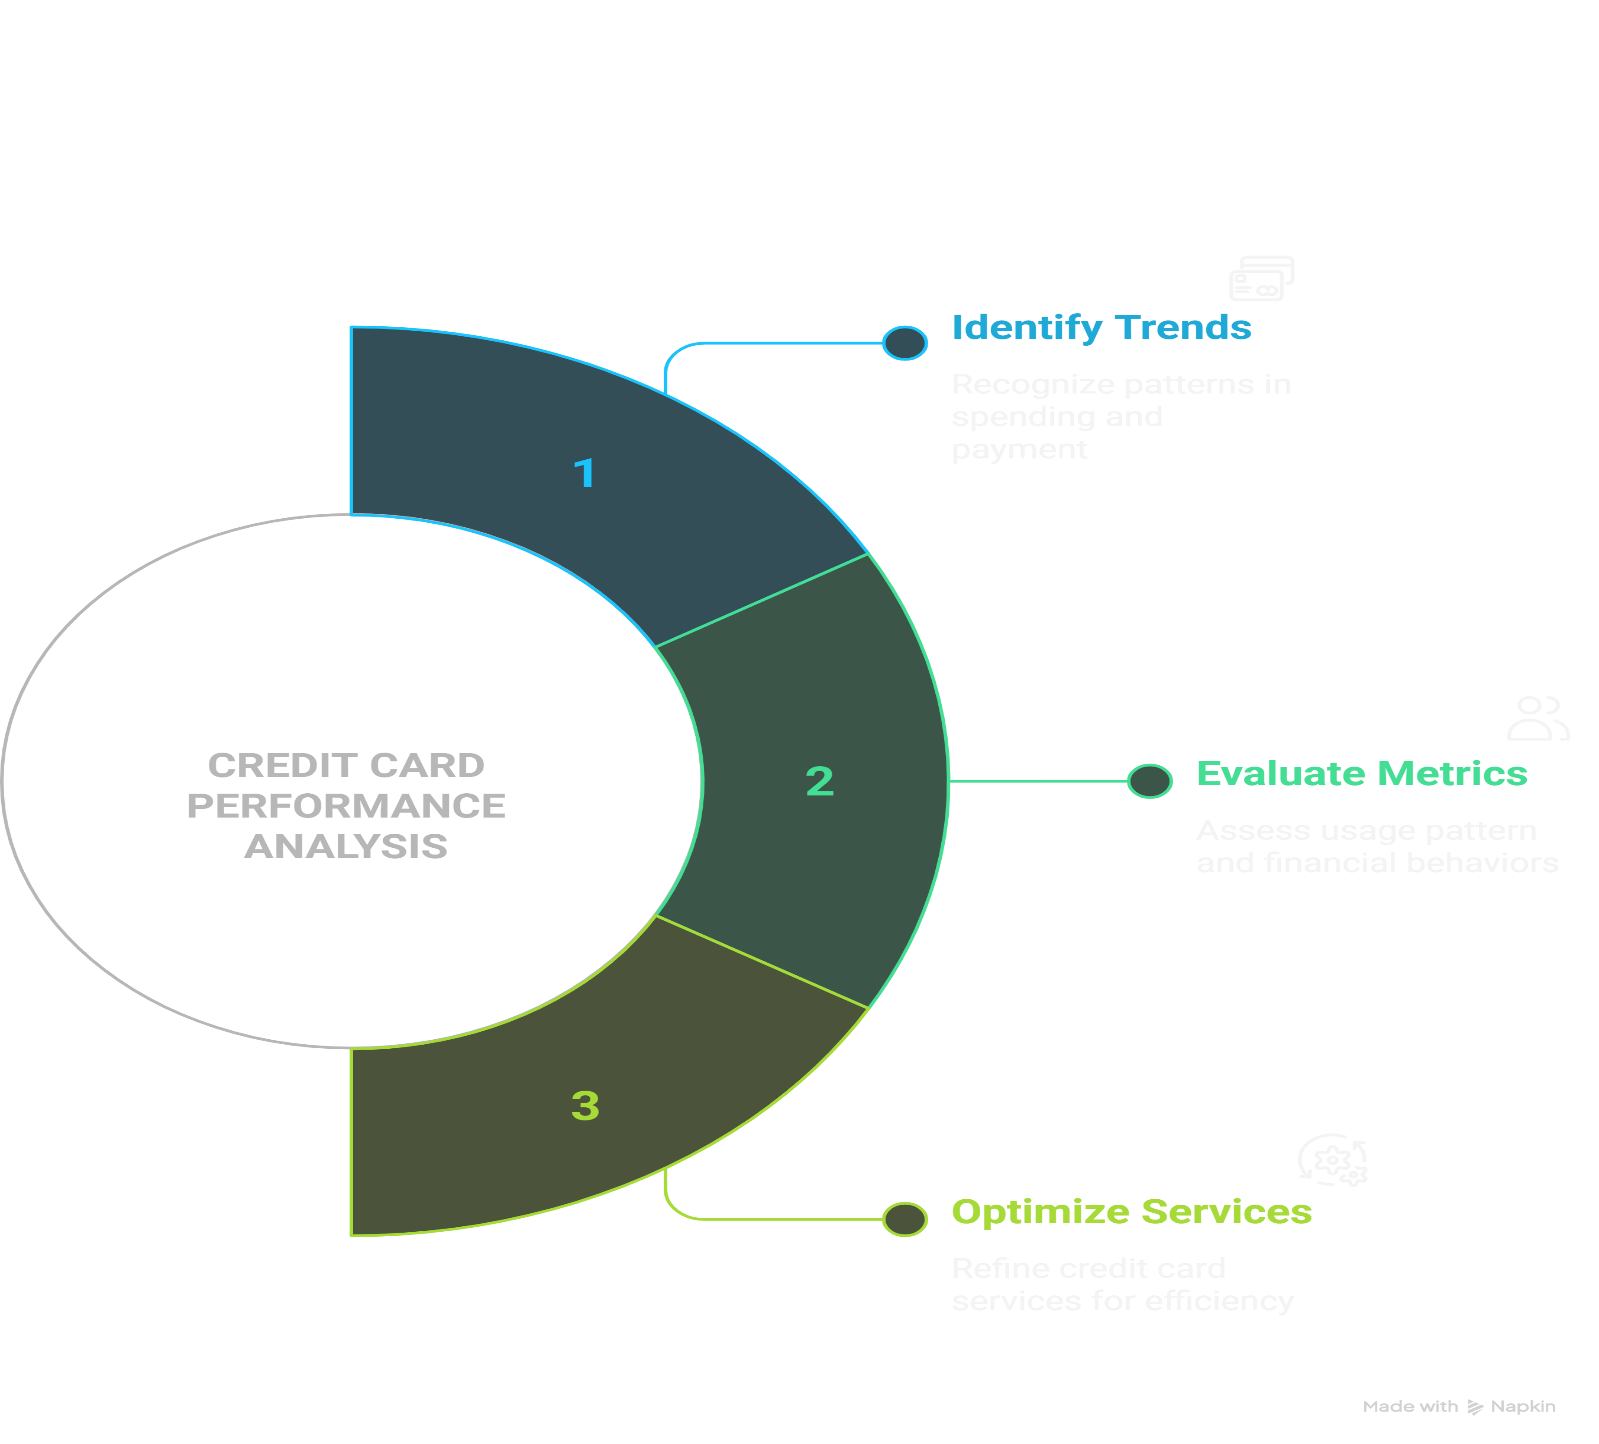 Identify Trends
Recognize patterns in
spending and
payment
1
CREDIT CARD
PERFORMANCE
ANALYSIS
2
Evaluate Metrics
Assess usage pattern
and financial behaviors
3
Optimize Services
Refine credit card
services for efficiency
Made with Napkin